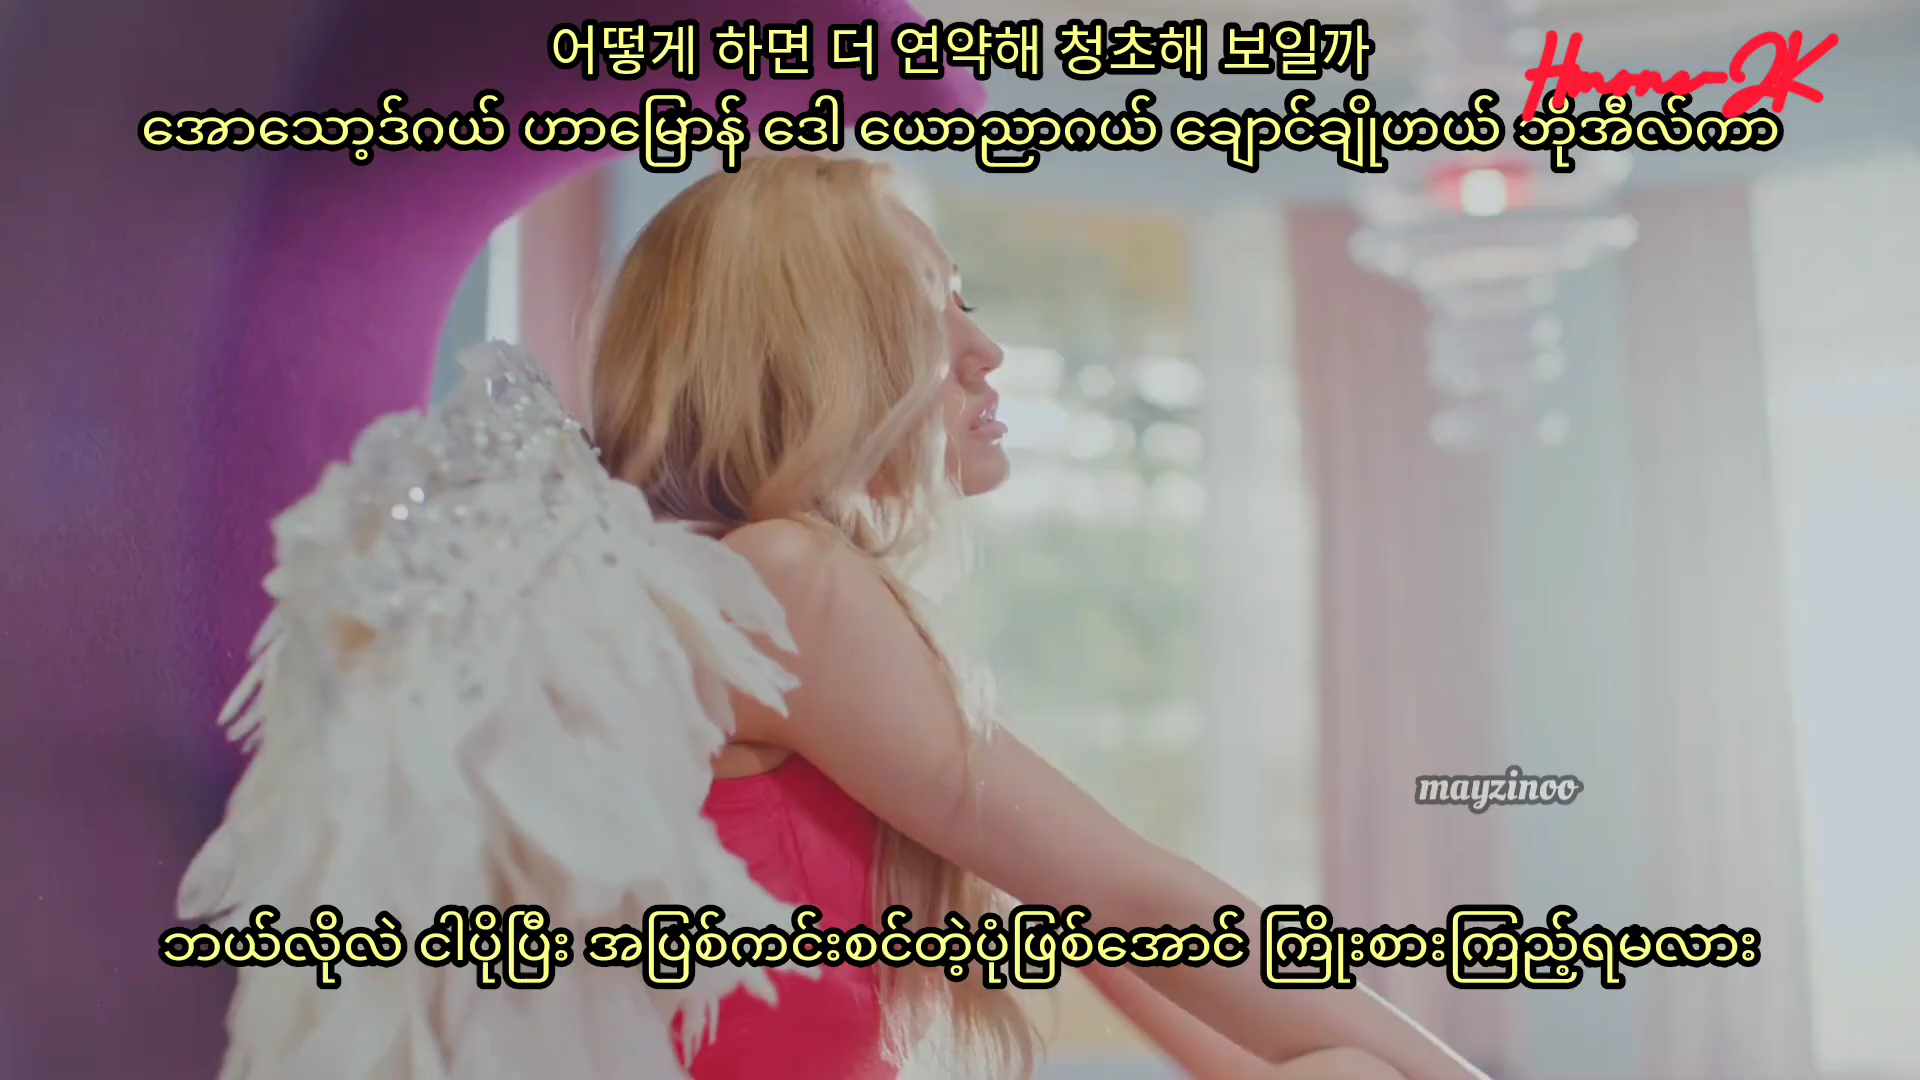 어떻게 하면 더 연약해 청초해 보일까
Hmone-JK
အောသော့ဒ်ဂယ် ဟာမြောန် ဒေါ ယောညာဂယ် ချောင်ချိုဟယ် ဘိုအီလ်ကာ
mayzinoo
ဘယ်လိုလဲ ငါပိုပြီး အပြစ်ကင်းစင်တဲ့ပုံဖြစ်အောင် ကြိုးစားကြည့်ရမလား